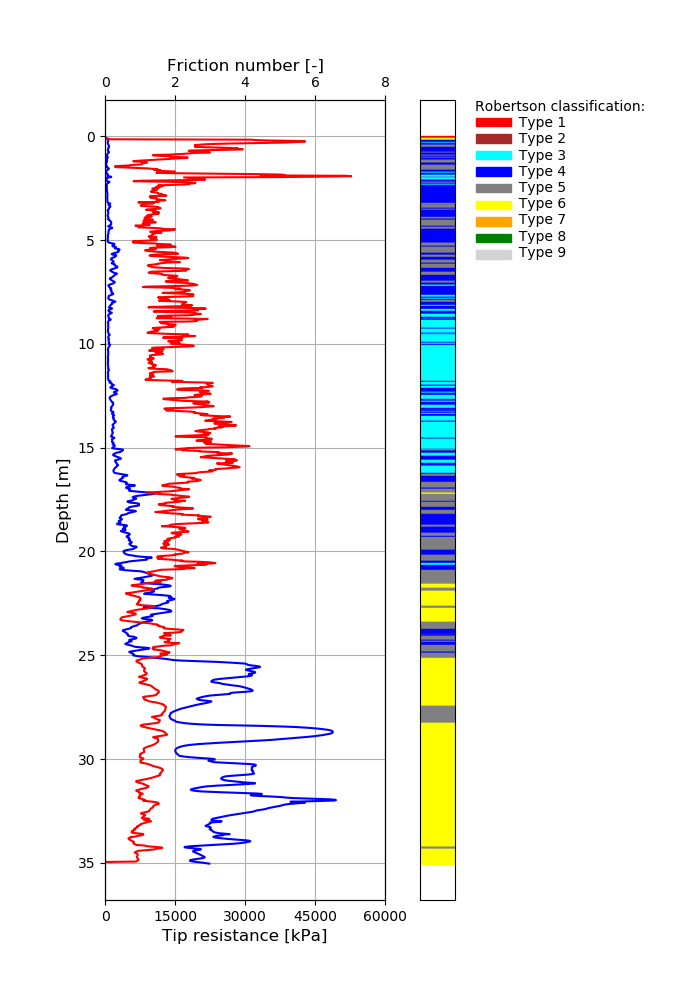 Friction number [-]
0 2 4 6 8
Robertson classification:
Type 1
Type 2
Type 3
Type 4
Type 5
Type 6
Type 7
Type 8
Type 9
Depth [m]
0
5
10
15
20
25
30
35
0 15000 30000 45000 60000
Tip resistance [kPa]